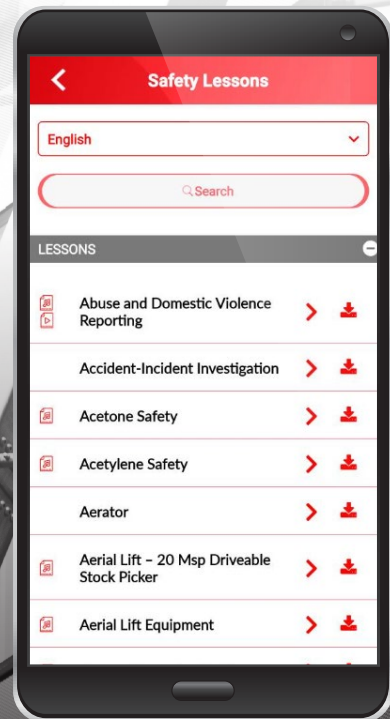 Safety Lessons
English
Search
LESSONS
Abuse and Domestic Violence
Reporting
Accident-Incident Investigation
Acetone Safety
Acetylene Safety
Aerator
Aerial Lift – 20 Msp Driveable
Stock Picker
Aerial Lift Equipment